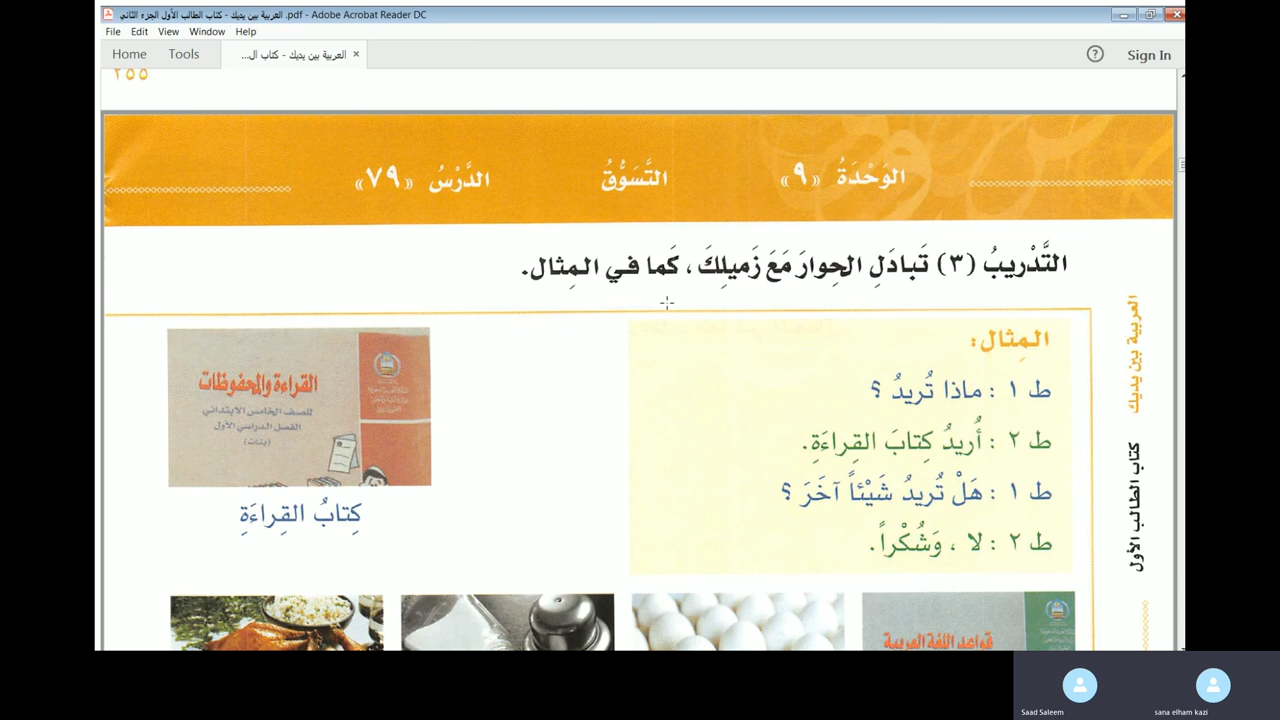 العربية بين يديك - كتاب الطالب الأول الجزء الثاني .pdf - Adobe Acrobat Reader DC
File Edit View Window Help
Home Tools العربية بين يديك - كتاب ال... × ? Sign In
٢٥٥
الوَحْدَةُ «٩» التَّسَوُّقُ الدَّرْسُ «٧٩»
التَّدْريبُ (٣) تَبادَلِ الحِوارَ مَعَ زَميلِكَ ، كَما في المِثال.
المِثال:
ط ١ : ماذا تُريدُ ؟
ط ٢ : أُريدُ كِتابَ القِراءَةِ.
ط ١ : هَلْ تُريدُ شَيْئاً آخَرَ ؟
ط ٢ : لا ، وَشُكْراً.
القراءة والمحفوظات
للصف الخامس الابتدائي
الفصل الدراسي الأول
(بنات)
كِتابُ القِراءَةِ
قواعد اللغة العربية
العربية بين يديك
كتاب الطالب الأول
Saad Saleem
sana elham kazi